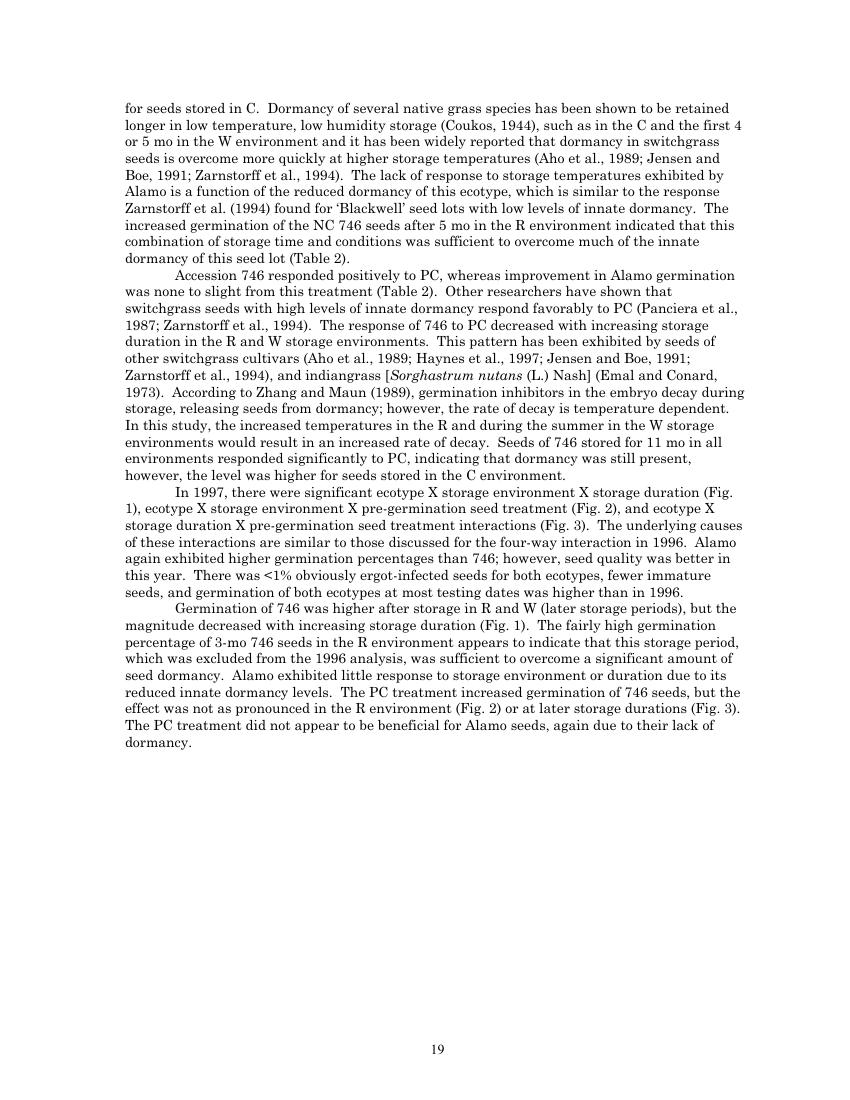 for seeds stored in C.  Dormancy of several native grass species has been shown to be retained
longer in low temperature, low humidity storage (Coukos, 1944), such as in the C and the first 4
or 5 mo in the W environment and it has been widely reported that dormancy in switchgrass
seeds is overcome more quickly at higher storage temperatures (Aho et al., 1989; Jensen and
Boe, 1991; Zarnstorff et al., 1994).  The lack of response to storage temperatures exhibited by
Alamo is a function of the reduced dormancy of this ecotype, which is similar to the response
Zarnstorff et al. (1994) found for ‘Blackwell’ seed lots with low levels of innate dormancy.  The
increased germination of the NC 746 seeds after 5 mo in the R environment indicated that this
combination of storage time and conditions was sufficient to overcome much of the innate
dormancy of this seed lot (Table 2).
Accession 746 responded positively to PC, whereas improvement in Alamo germination
was none to slight from this treatment (Table 2).  Other researchers have shown that
switchgrass seeds with high levels of innate dormancy respond favorably to PC (Panciera et al.,
1987; Zarnstorff et al., 1994).  The response of 746 to PC decreased with increasing storage
duration in the R and W storage environments.  This pattern has been exhibited by seeds of
other switchgrass cultivars (Aho et al., 1989; Haynes et al., 1997; Jensen and Boe, 1991;
Zarnstorff et al., 1994), and indiangrass [Sorghastrum nutans (L.) Nash] (Emal and Conard,
1973).  According to Zhang and Maun (1989), germination inhibitors in the embryo decay during
storage, releasing seeds from dormancy; however, the rate of decay is temperature dependent.
In this study, the increased temperatures in the R and during the summer in the W storage
environments would result in an increased rate of decay.  Seeds of 746 stored for 11 mo in all
environments responded significantly to PC, indicating that dormancy was still present,
however, the level was higher for seeds stored in the C environment.
In 1997, there were significant ecotype X storage environment X storage duration (Fig.
1), ecotype X storage environment X pre-germination seed treatment (Fig. 2), and ecotype X
storage duration X pre-germination seed treatment interactions (Fig. 3).  The underlying causes
of these interactions are similar to those discussed for the four-way interaction in 1996.  Alamo
again exhibited higher germination percentages than 746; however, seed quality was better in
this year.  There was <1% obviously ergot-infected seeds for both ecotypes, fewer immature
seeds, and germination of both ecotypes at most testing dates was higher than in 1996.
Germination of 746 was higher after storage in R and W (later storage periods), but the
magnitude decreased with increasing storage duration (Fig. 1).  The fairly high germination
percentage of 3-mo 746 seeds in the R environment appears to indicate that this storage period,
which was excluded from the 1996 analysis, was sufficient to overcome a significant amount of
seed dormancy.  Alamo exhibited little response to storage environment or duration due to its
reduced innate dormancy levels.  The PC treatment increased germination of 746 seeds, but the
effect was not as pronounced in the R environment (Fig. 2) or at later storage durations (Fig. 3).
The PC treatment did not appear to be beneficial for Alamo seeds, again due to their lack of
dormancy.
19